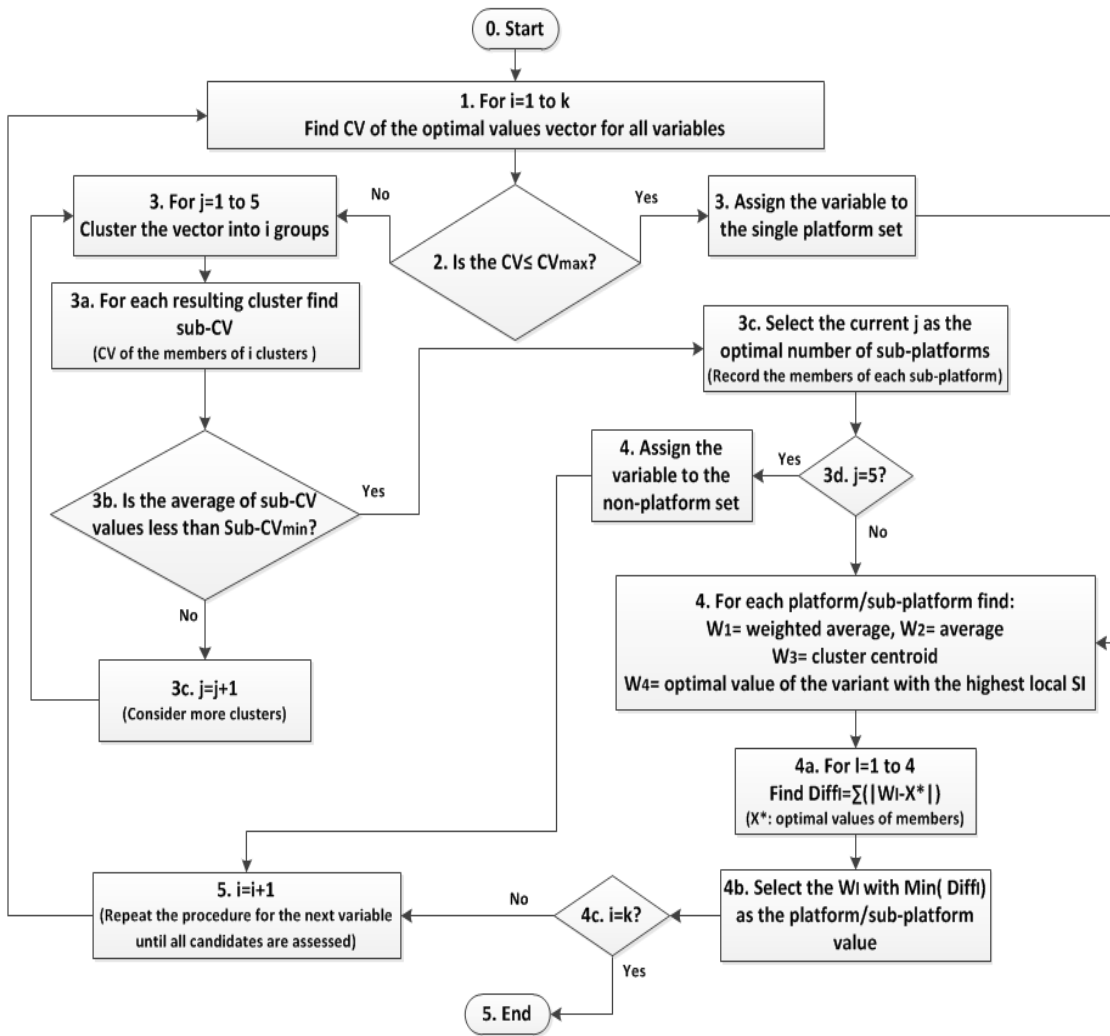 0. Start
1. For i=1 to k
Find CV of the optimal values vector for all variables
No
Yes
3. For j=1 to 5
Cluster the vector into i groups
2. Is the CV≤ CVmax?
3. Assign the variable to
the single platform set
3a. For each resulting cluster find
sub-CV
(CV of the members of i clusters )
3c. Select the current j as the
optimal number of sub-platforms
(Record the members of each sub-platform)
3b. Is the average of sub-CV
values less than Sub-CVmin?
Yes
4. Assign the
variable to the
non-platform set
Yes
3d. j=5?
No
No
3c. j=j+1
(Consider more clusters)
4. For each platform/sub-platform find:
W1= weighted average, W2= average
W3= cluster centroid
W4= optimal value of the variant with the highest local SI
4a. For l=1 to 4
Find Diffl=∑(|Wl-X*|)
(X*: optimal values of members)
5. i=i+1
(Repeat the procedure for the next variable
until all candidates are assessed)
No
4c. i=k?
4b. Select the Wl with Min( Diffl)
as the platform/sub-platform
value
Yes
5. End